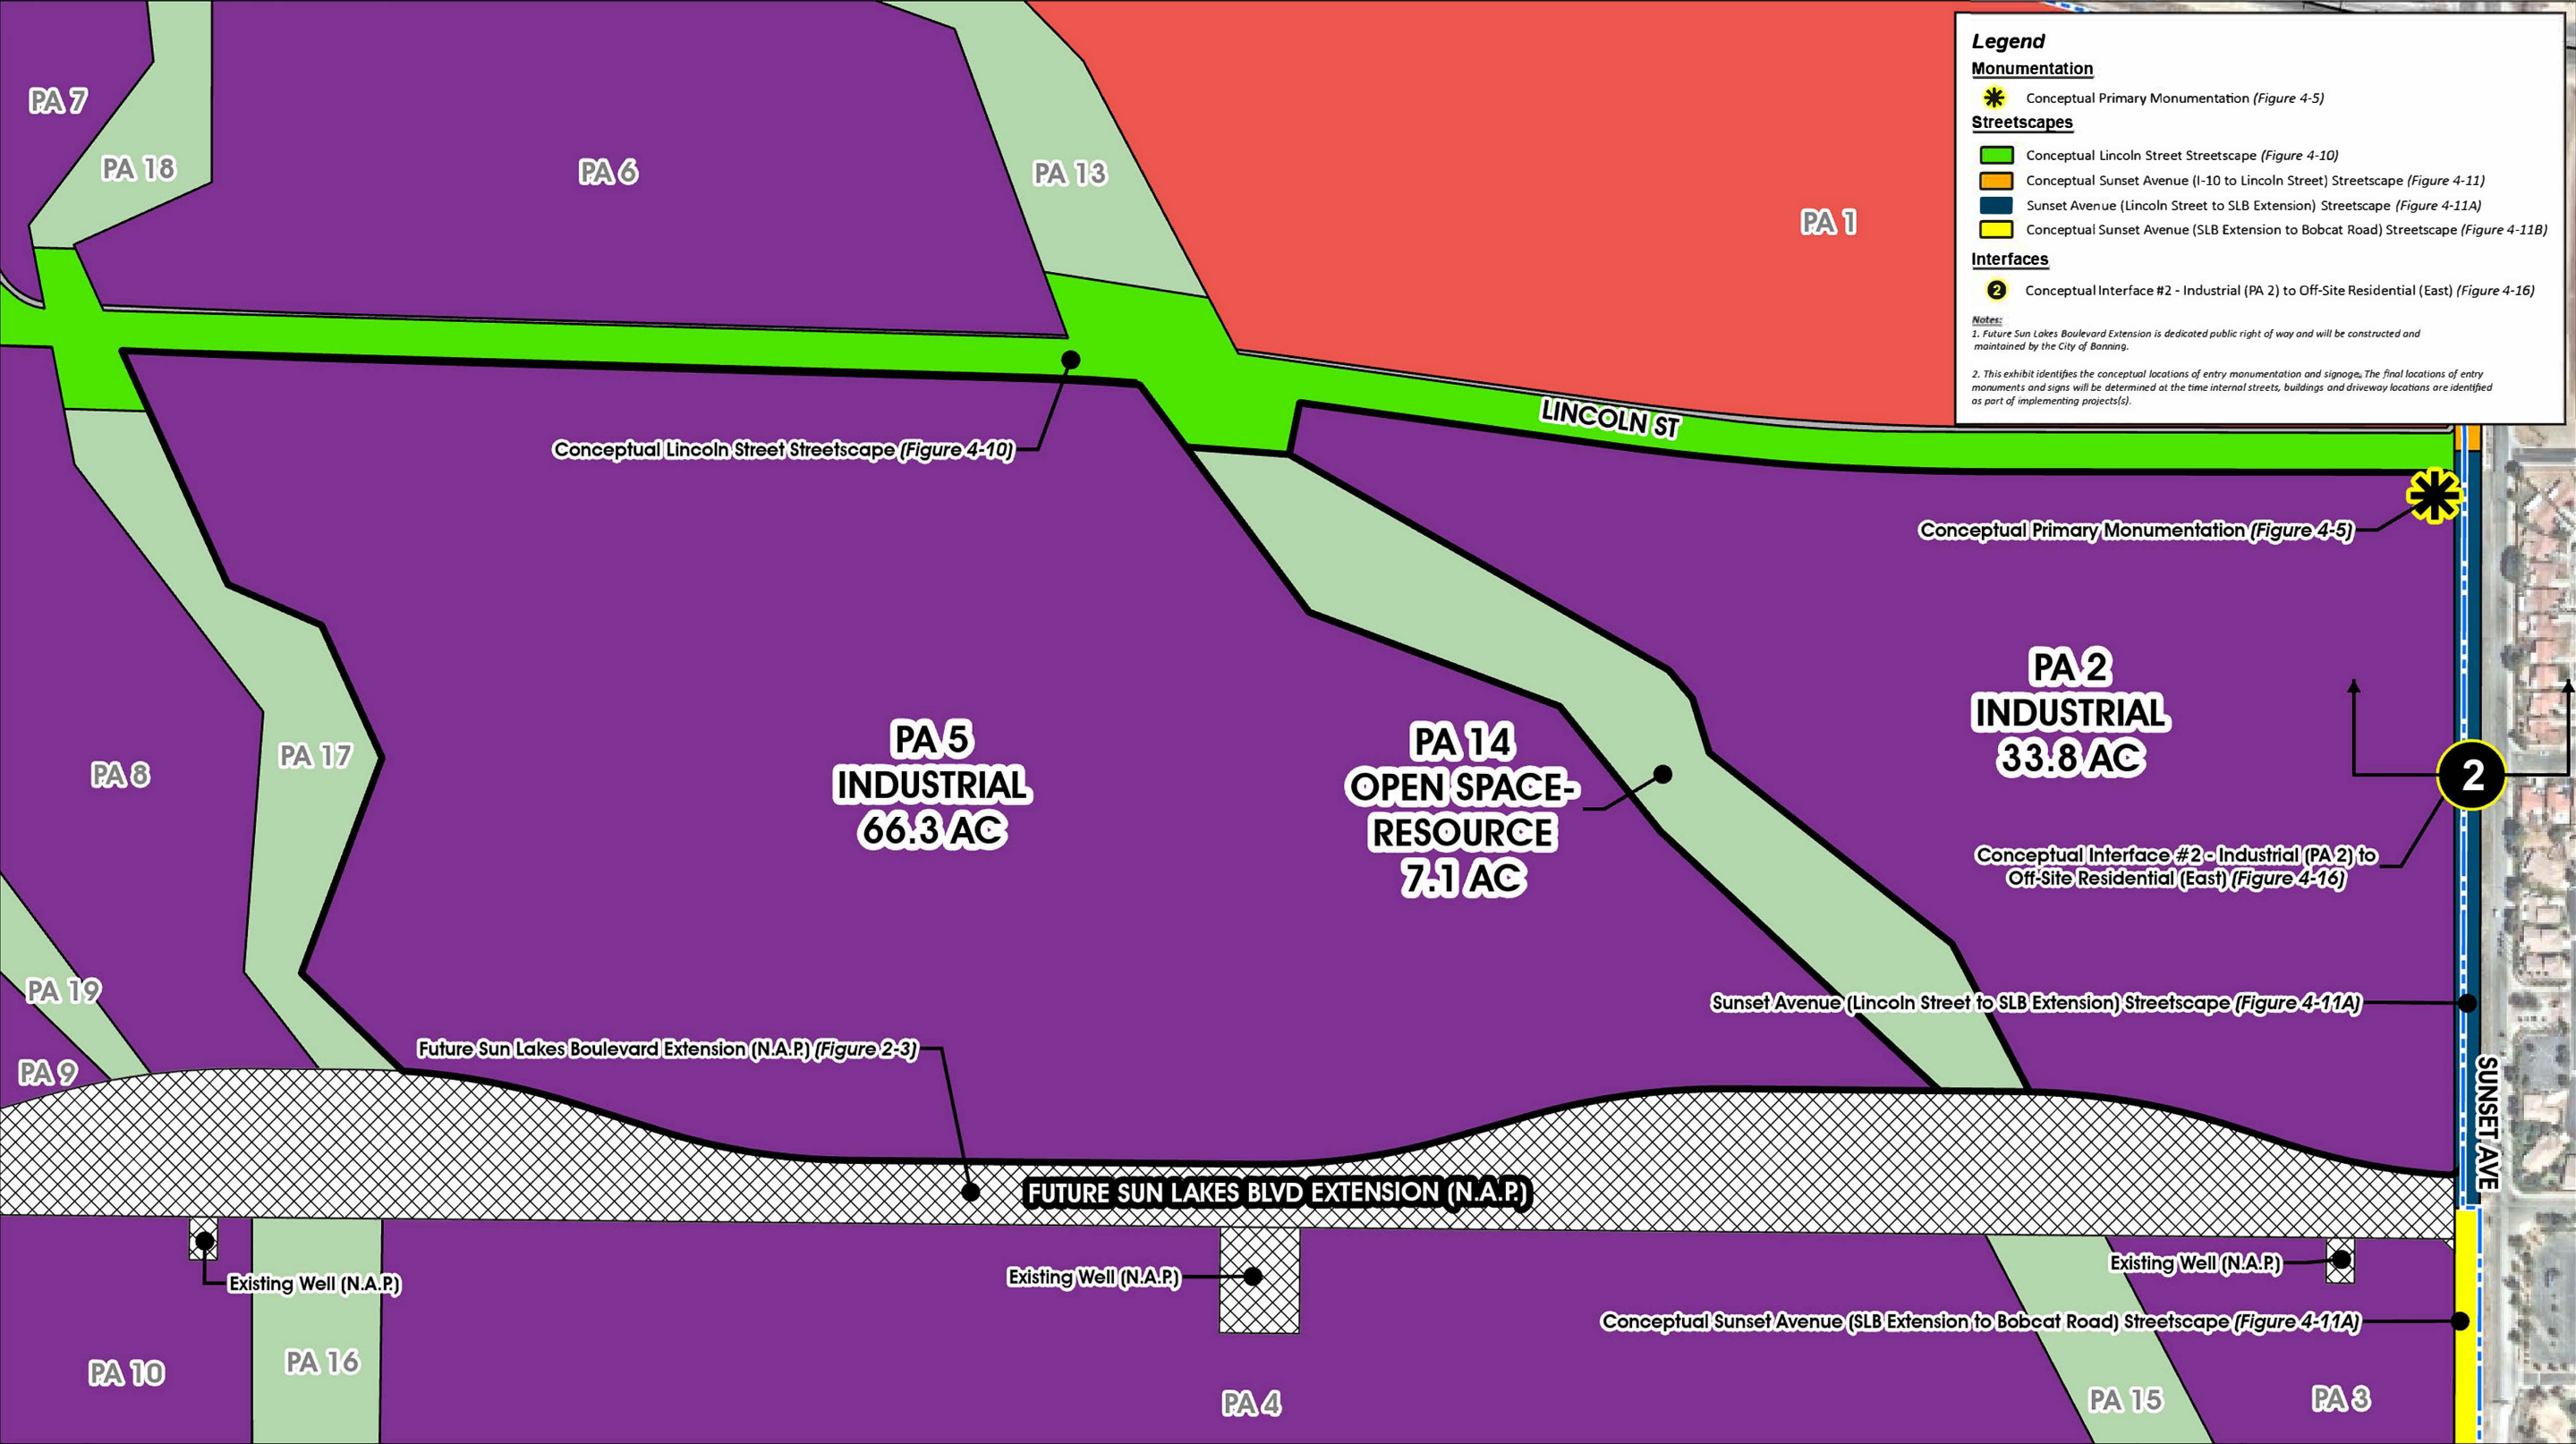 Legend
Monumentation
Conceptual Primary Monumentation (Figure 4-5)
Streetscapes
Conceptual Lincoln Street Streetscape (Figure 4-10)
Conceptual Sunset Avenue (I-10 to Lincoln Street) Streetscape (Figure 4-11)
Sunset Avenue (Lincoln Street to SLB Extension) Streetscape (Figure 4-11A)
Conceptual Sunset Avenue (SLB Extension to Bobcat Road) Streetscape (Figure 4-11B)
Interfaces
2 Conceptual Interface #2 - Industrial (PA 2) to Off-Site Residential (East) (Figure 4-16)
Notes:
1. Future Sun Lakes Boulevard Extension is dedicated public right of way and will be constructed and
maintained by the City of Banning.
2. This exhibit identifies the conceptual locations of entry monumentation and signage. The final locations of entry
monuments and signs will be determined at the time internal streets, buildings and driveway locations are identified
as part of implementing projects(s).
PA 7
PA 18
PA 6
PA 13
PA 1
LINCOLN ST
Conceptual Lincoln Street Streetscape (Figure 4-10)
Conceptual Primary Monumentation (Figure 4-5)
PA 8
PA 17
PA 5
INDUSTRIAL
66.3 AC
PA 14
OPEN SPACE-
RESOURCE
7.1 AC
PA 2
INDUSTRIAL
33.8 AC
2
Conceptual Interface #2 - Industrial (PA 2) to
Off-Site Residential (East) (Figure 4-16)
PA 19
Sunset Avenue (Lincoln Street to SLB Extension) Streetscape (Figure 4-11A)
PA 9
Future Sun Lakes Boulevard Extension (N.A.P.) (Figure 2-3)
SUNSET AVE
FUTURE SUN LAKES BLVD EXTENSION (N.A.P.)
Existing Well (N.A.P.)
Existing Well (N.A.P.)
Existing Well (N.A.P.)
Conceptual Sunset Avenue (SLB Extension to Bobcat Road) Streetscape (Figure 4-11A)
PA 10
PA 16
PA 4
PA 15
PA 3